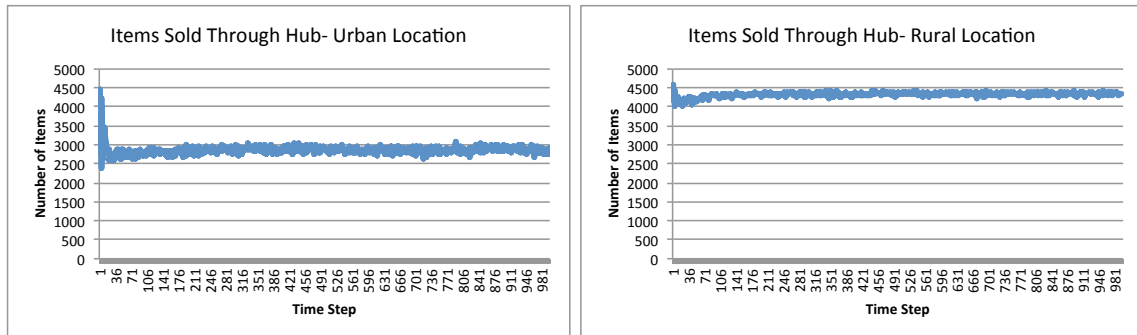 Items Sold Through Hub- Urban Location
5000
4500
4000
3500
3000
2500
2000
1500
1000
500
0
Number of Items
1 36 71 106 141 176 211 246 281 316 351 386 421 456 491 526 561 596 631 666 701 736 771 806 841 876 911 946 981
Time Step
Items Sold Through Hub- Rural Location
5000
4500
4000
3500
3000
2500
2000
1500
1000
500
0
Number of Items
1 36 71 106 141 176 211 246 281 316 351 386 421 456 491 526 561 596 631 666 701 736 771 806 841 876 911 946 981
Time Step